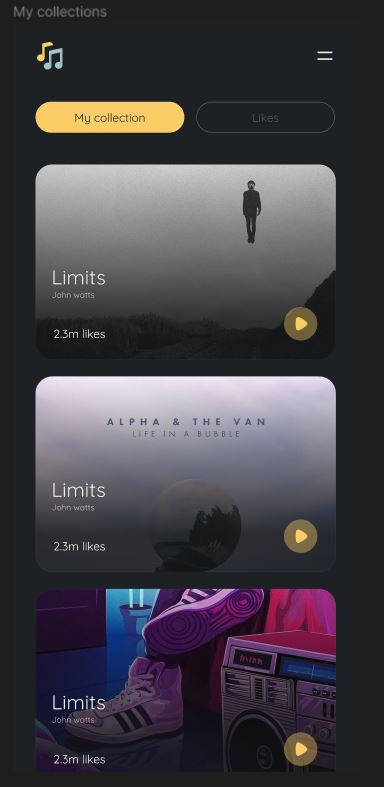 My collections
My collection
Likes
Limits
John watts
2.3m likes
ALPHA & THE VAN
LIFE IN A BUBBLE
Limits
John watts
2.3m likes
Limits
John watts
2.3m likes